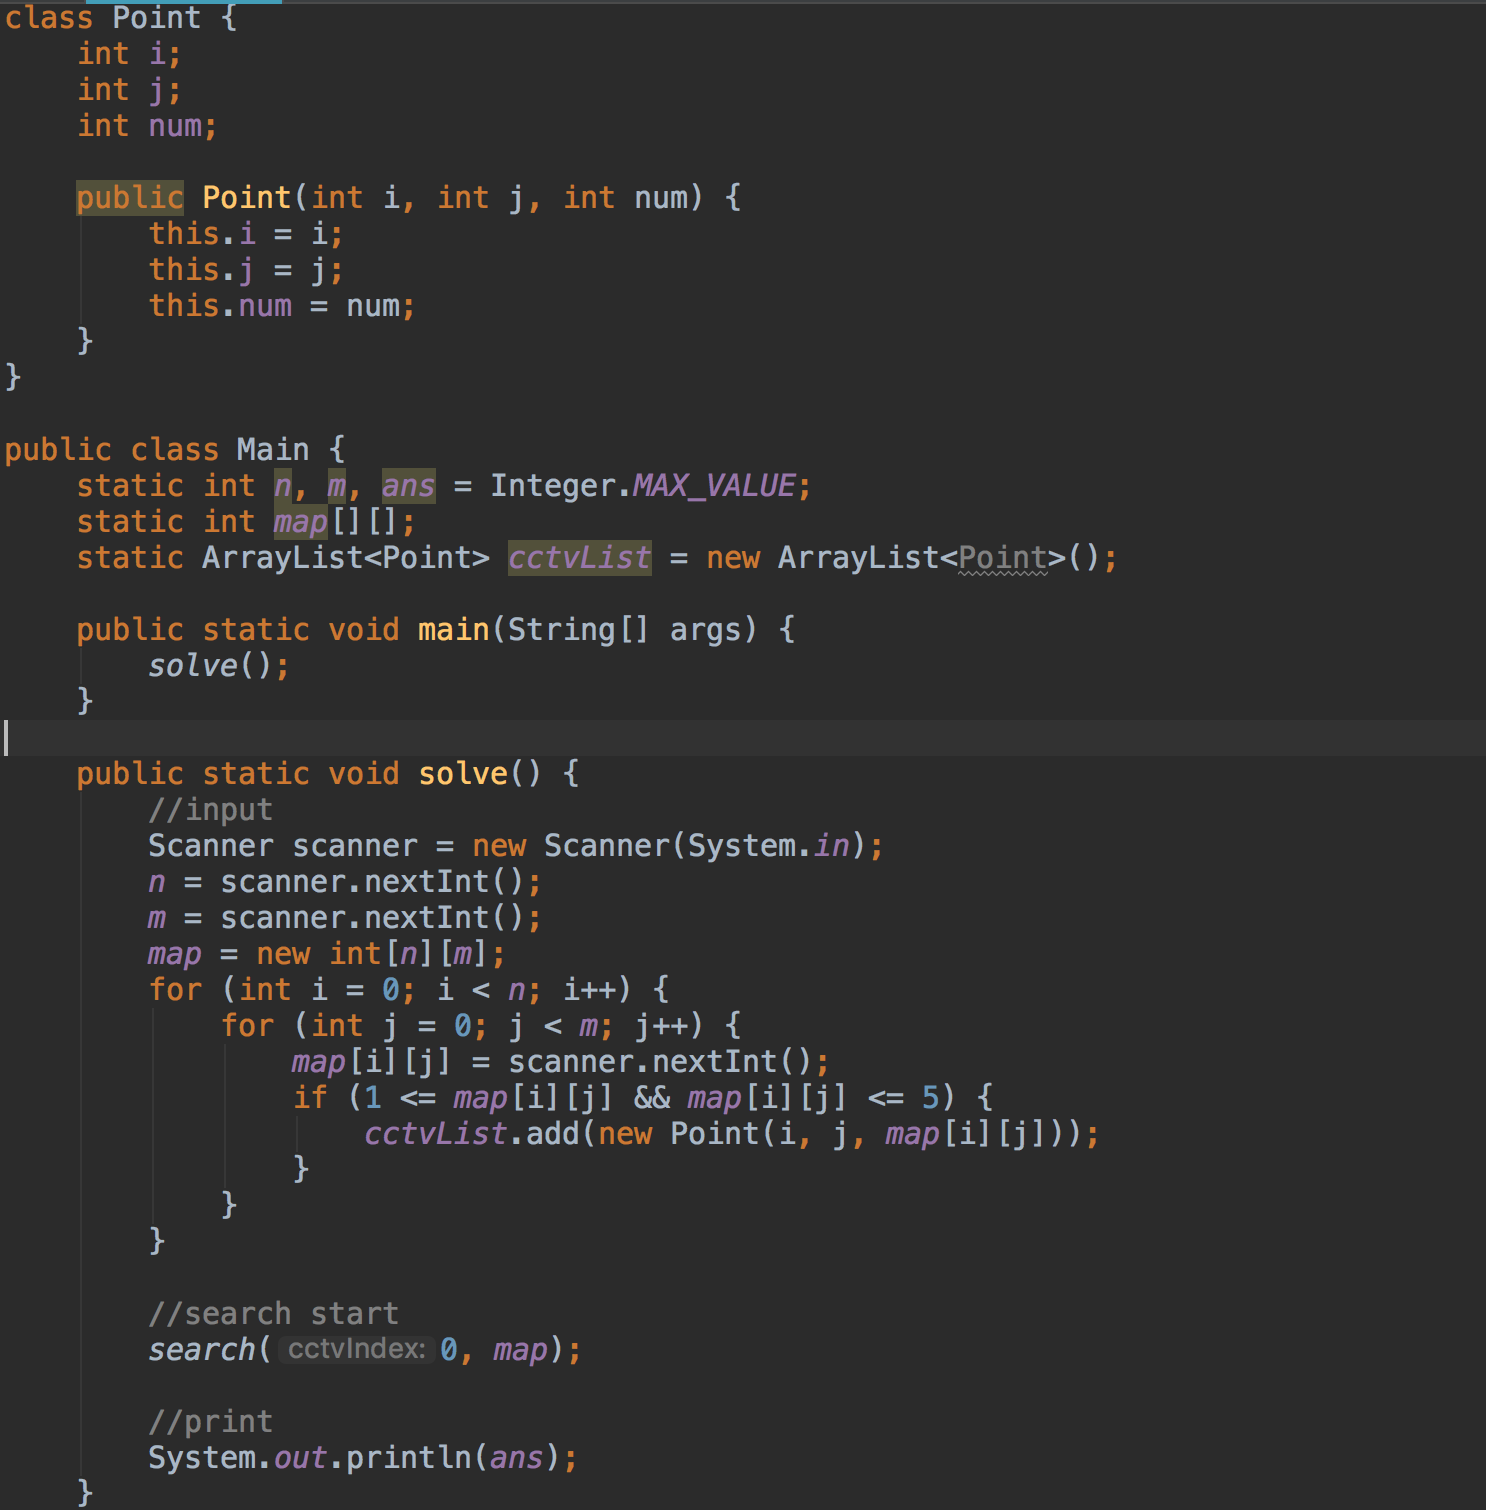 class Point {
    int i;
    int j;
    int num;

    public Point(int i, int j, int num) {
        this.i = i;
        this.j = j;
        this.num = num;
    }
}

public class Main {
    static int n, m, ans = Integer.MAX_VALUE;
    static int map[][];
    static ArrayList<Point> cctvList = new ArrayList<Point>();

    public static void main(String[] args) {
        solve();
    }

    public static void solve() {
        //input
        Scanner scanner = new Scanner(System.in);
        n = scanner.nextInt();
        m = scanner.nextInt();
        map = new int[n][m];
        for (int i = 0; i < n; i++) {
            for (int j = 0; j < m; j++) {
                map[i][j] = scanner.nextInt();
                if (1 <= map[i][j] && map[i][j] <= 5) {
                    cctvList.add(new Point(i, j, map[i][j]));
                }
            }
        }

        //search start
        search( cctvIndex: 0, map);

        //print
        System.out.println(ans);
    }